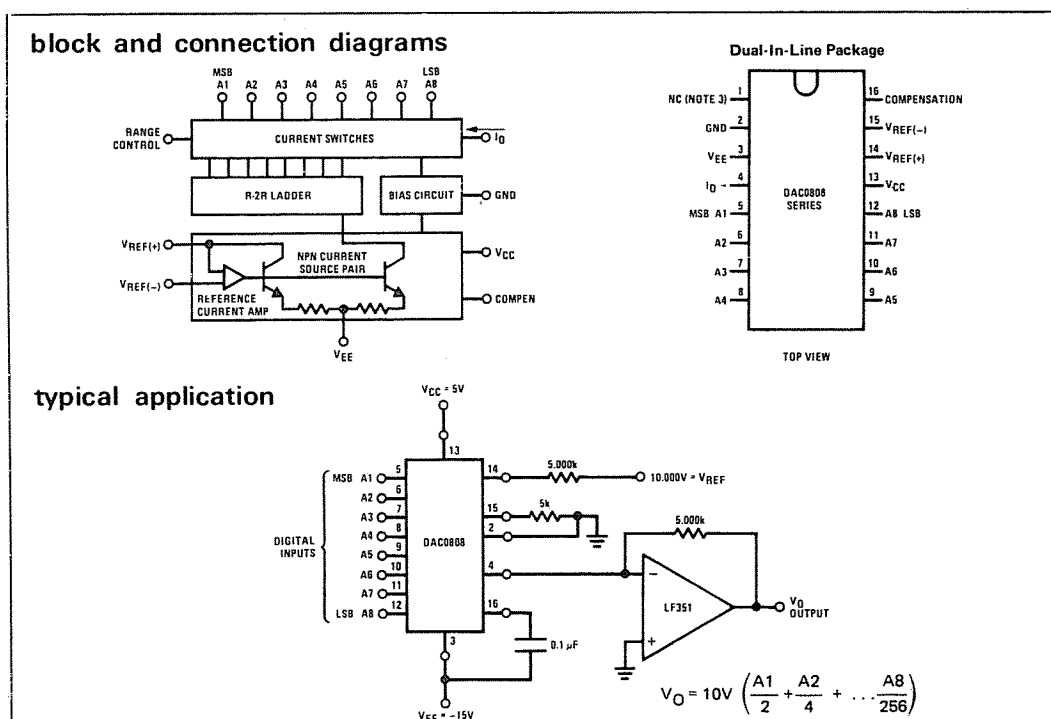 block and connection diagrams
MSB
A1 A2 A3 A4 A5 A6 A7
LSB
A8
RANGE
CONTROL
CURRENT SWITCHES
I0
R-2R LADDER
BIAS CIRCUIT
GND
VREF(+)
VREF(−)
NPN CURRENT
SOURCE PAIR
REFERENCE
CURRENT AMP
VCC
COMPEN
VEE
Dual-In-Line Package
NC (NOTE 3) 1
GND 2
VEE 3
I0 4
MSB A1 5
A2 6
A3 7
A4 8
DAC0808
SERIES
16 COMPENSATION
15 VREF(−)
14 VREF(+)
13 VCC
12 A8 LSB
11 A7
10 A6
9 A5
TOP VIEW
typical application
VCC = 5V
13
DIGITAL
INPUTS
MSB A1 5
A2 6
A3 7
A4 8
A5 9
A6 10
A7 11
LSB A8 12
DAC0808
14 5.000k 10.000V = VREF
15 5k
2
4
16
3
0.1 μF
VEE = −15V
5.000k
−
+
LF351
V0
OUTPUT
VO = 10V (A1/2 + A2/4 + ... A8/256)